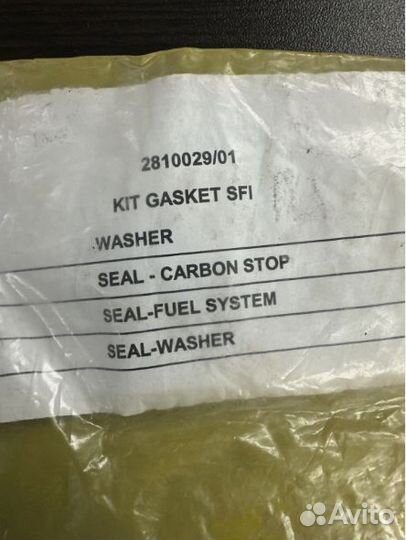 2810029/01
KIT GASKET SFI
WASHER
SEAL - CARBON STOP
SEAL-FUEL SYSTEM
SEAL-WASHER
Avito